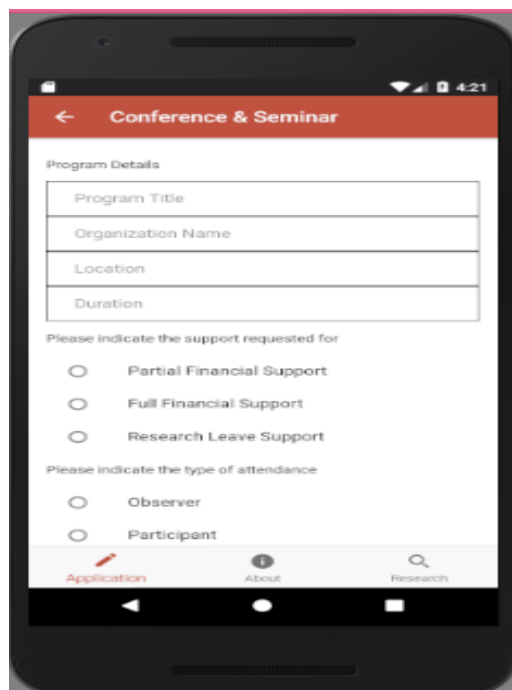 4:21
Conference & Seminar
Program Details
Program Title
Organization Name
Location
Duration
Please indicate the support requested for
Partial Financial Support
Full Financial Support
Research Leave Support
Please indicate the type of attendance
Observer
Participant
Application
About
Research